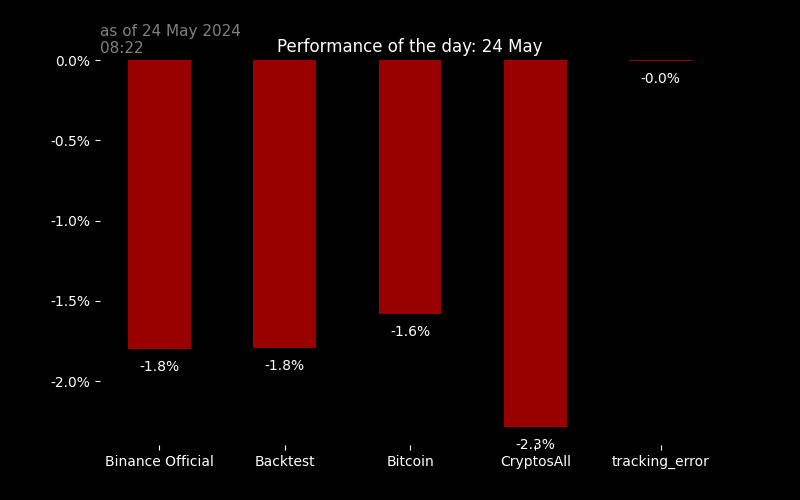 as of 24 May 2024
08:22
Performance of the day: 24 May
0.0%
-0.5%
-1.0%
-1.5%
-2.0%
-1.8%
-1.8%
-1.6%
-2.3%
-0.0%
Binance Official
Backtest
Bitcoin
CryptosAll
tracking_error